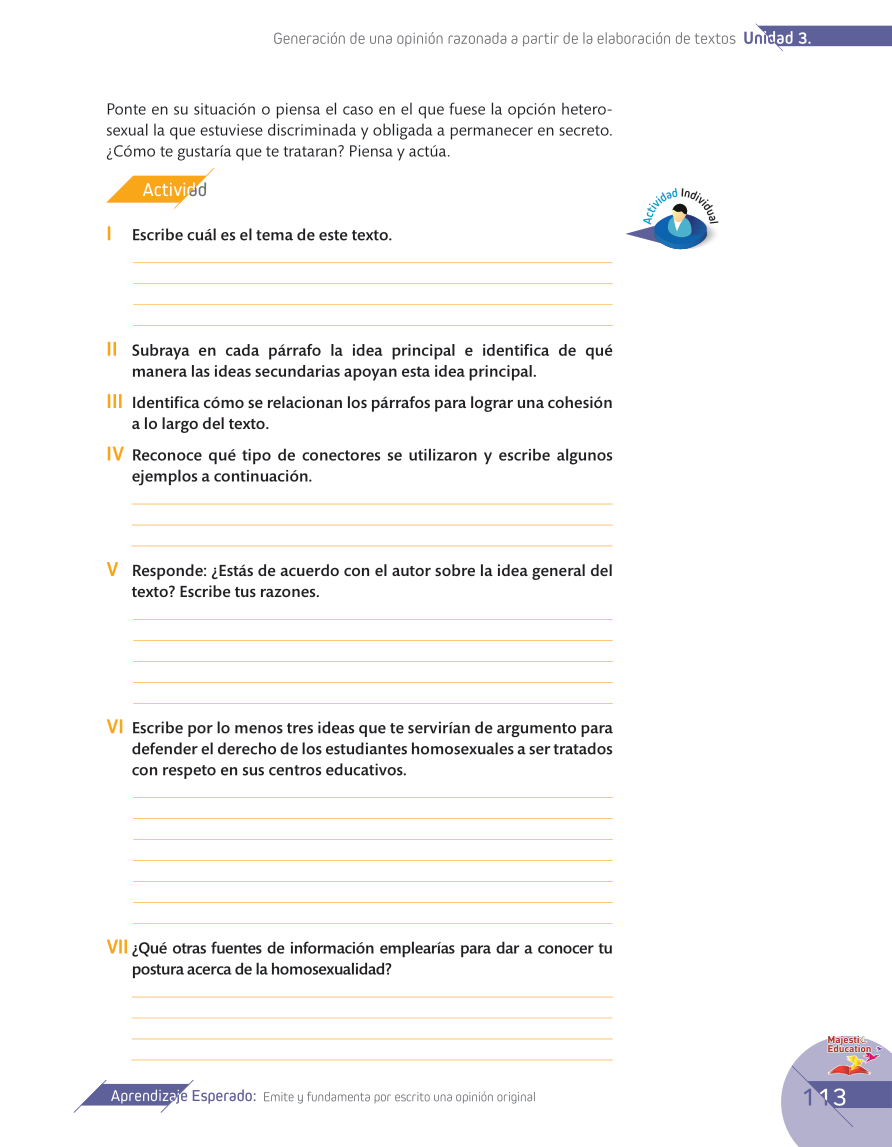 Generación de una opinión razonada a partir de la elaboración de textos Unidad 3.
Ponte en su situación o piensa el caso en el que fuese la opción hetero-
sexual la que estuviese discriminada y obligada a permanecer en secreto.
¿Cómo te gustaría que te trataran? Piensa y actúa.
Actividad
Actividad Individual
I Escribe cuál es el tema de este texto.
II Subraya en cada párrafo la idea principal e identifica de qué
manera las ideas secundarias apoyan esta idea principal.
III Identifica cómo se relacionan los párrafos para lograr una cohesión
a lo largo del texto.
IV Reconoce qué tipo de conectores se utilizaron y escribe algunos
ejemplos a continuación.
V Responde: ¿Estás de acuerdo con el autor sobre la idea general del
texto? Escribe tus razones.
VI Escribe por lo menos tres ideas que te servirían de argumento para
defender el derecho de los estudiantes homosexuales a ser tratados
con respeto en sus centros educativos.
VII ¿Qué otras fuentes de información emplearías para dar a conocer tu
postura acerca de la homosexualidad?
Majestic
Education
Aprendizaje Esperado: Emite y fundamenta por escrito una opinión original
113